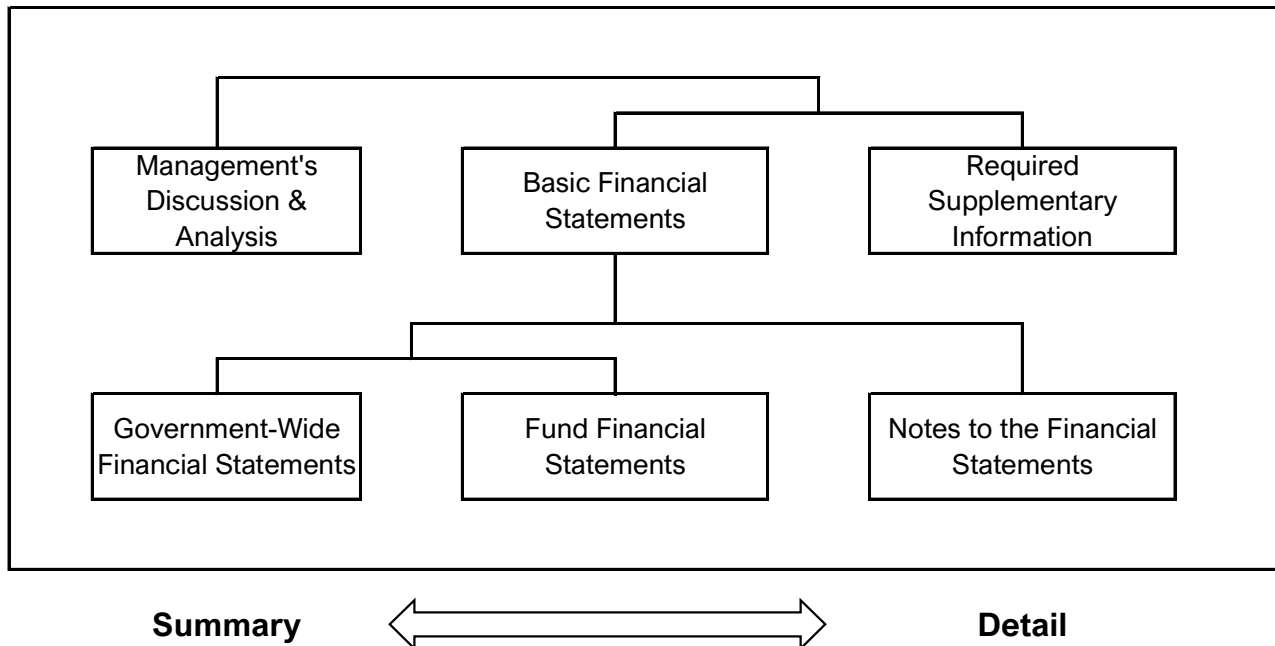 Management's
Discussion &
Analysis
Basic Financial
Statements
Required
Supplementary
Information
Government-Wide
Financial Statements
Fund Financial
Statements
Notes to the Financial
Statements
Summary
Detail